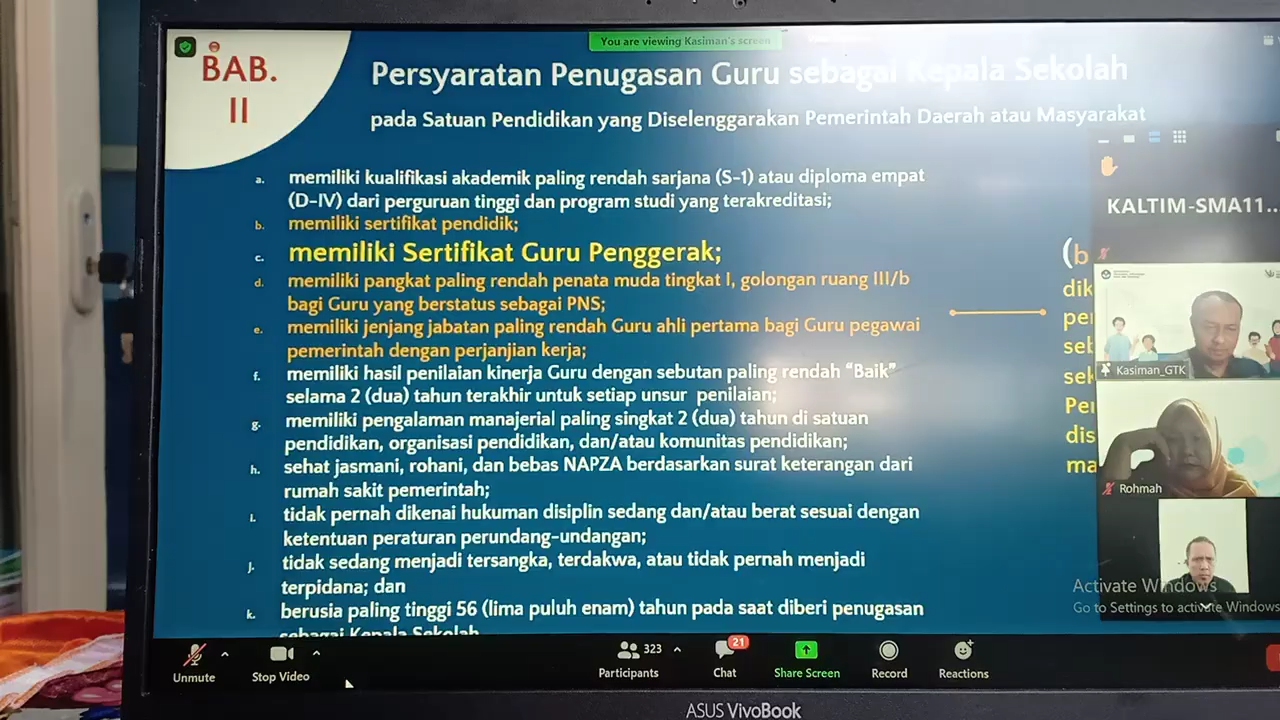 You are viewing Kasiman's screen
BAB.
II
Persyaratan Penugasan Guru sebagai Kepala Sekolah
pada Satuan Pendidikan yang Diselenggarakan Pemerintah Daerah atau Masyarakat
a. memiliki kualifikasi akademik paling rendah sarjana (S-1) atau diploma empat
(D-IV) dari perguruan tinggi dan program studi yang terakreditasi;
b. memiliki sertifikat pendidik;
c. memiliki Sertifikat Guru Penggerak;
d. memiliki pangkat paling rendah penata muda tingkat I, golongan ruang III/b
bagi Guru yang berstatus sebagai PNS;
e. memiliki jenjang jabatan paling rendah Guru ahli pertama bagi Guru pegawai
pemerintah dengan perjanjian kerja;
f. memiliki hasil penilaian kinerja Guru dengan sebutan paling rendah “Baik”
selama 2 (dua) tahun terakhir untuk setiap unsur penilaian;
g. memiliki pengalaman manajerial paling singkat 2 (dua) tahun di satuan
pendidikan, organisasi pendidikan, dan/atau komunitas pendidikan;
h. sehat jasmani, rohani, dan bebas NAPZA berdasarkan surat keterangan dari
rumah sakit pemerintah;
i. tidak pernah dikenai hukuman disiplin sedang dan/atau berat sesuai dengan
ketentuan peraturan perundang-undangan;
j. tidak sedang menjadi tersangka, terdakwa, atau tidak pernah menjadi
terpidana; dan
k. berusia paling tinggi 56 (lima puluh enam) tahun pada saat diberi penugasan
sebagai Kepala Sekolah
(b
dik
pe
set
sek
Pe
dis
ma
KALTIM-SMA11...
Kasiman_GTK
Rohmah
Activate Windows
Go to Settings to activate Windows
Unmute
Stop Video
323
Participants
21
Chat
Share Screen
Record
Reactions
ASUS VivoBook